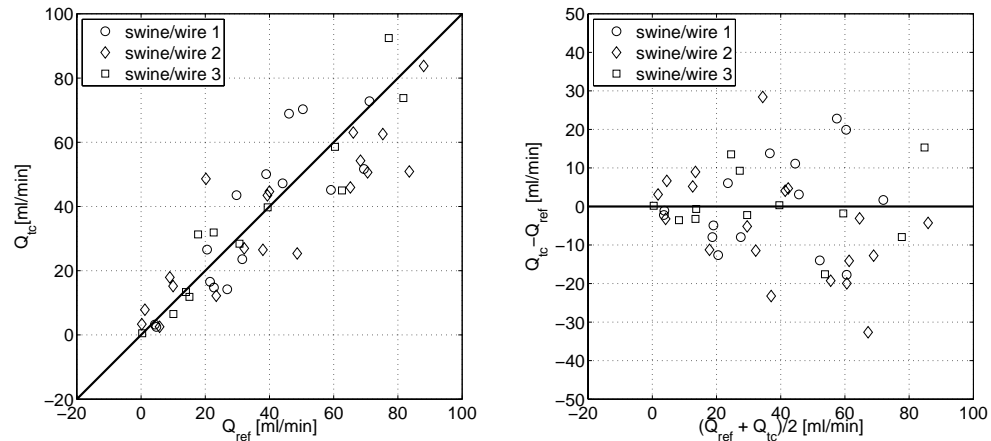 swine/wire 1
swine/wire 2
swine/wire 3
100
80
60
40
20
0
−20
Q_tc [ml/min]
−20 0 20 40 60 80 100
Q_ref [ml/min]
swine/wire 1
swine/wire 2
swine/wire 3
50
40
30
20
10
0
−10
−20
−30
−40
−50
Q_tc−Q_ref [ml/min]
−20 0 20 40 60 80 100
(Q_ref + Q_tc)/2 [ml/min]